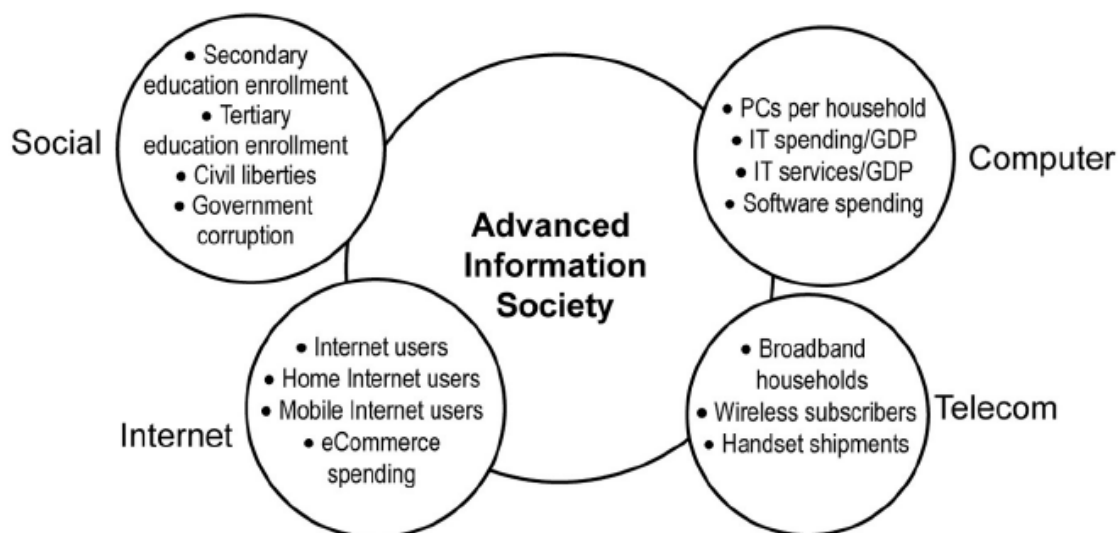 Social
• Secondary
education enrollment
• Tertiary
education enrollment
• Civil liberties
• Government
corruption
• PCs per household
• IT spending/GDP
• IT services/GDP
• Software spending
Computer
Advanced
Information
Society
Internet
• Internet users
• Home Internet users
• Mobile Internet users
• eCommerce
spending
• Broadband
households
• Wireless subscribers
• Handset shipments
Telecom